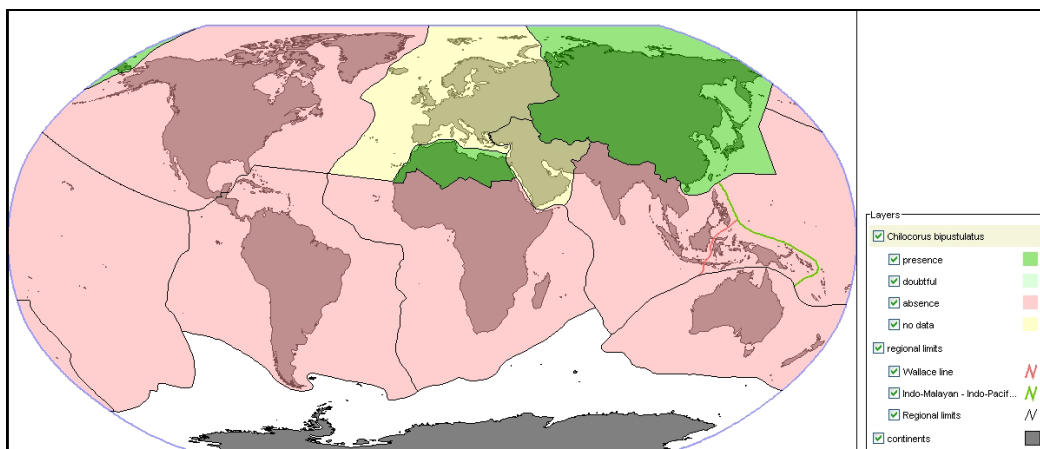 Layers
Chilocorus bipustulatus
presence
doubtful
absence
no data
regional limits
Wallace line
Indo-Malayan - Indo-Pacif...
Regional limits
continents